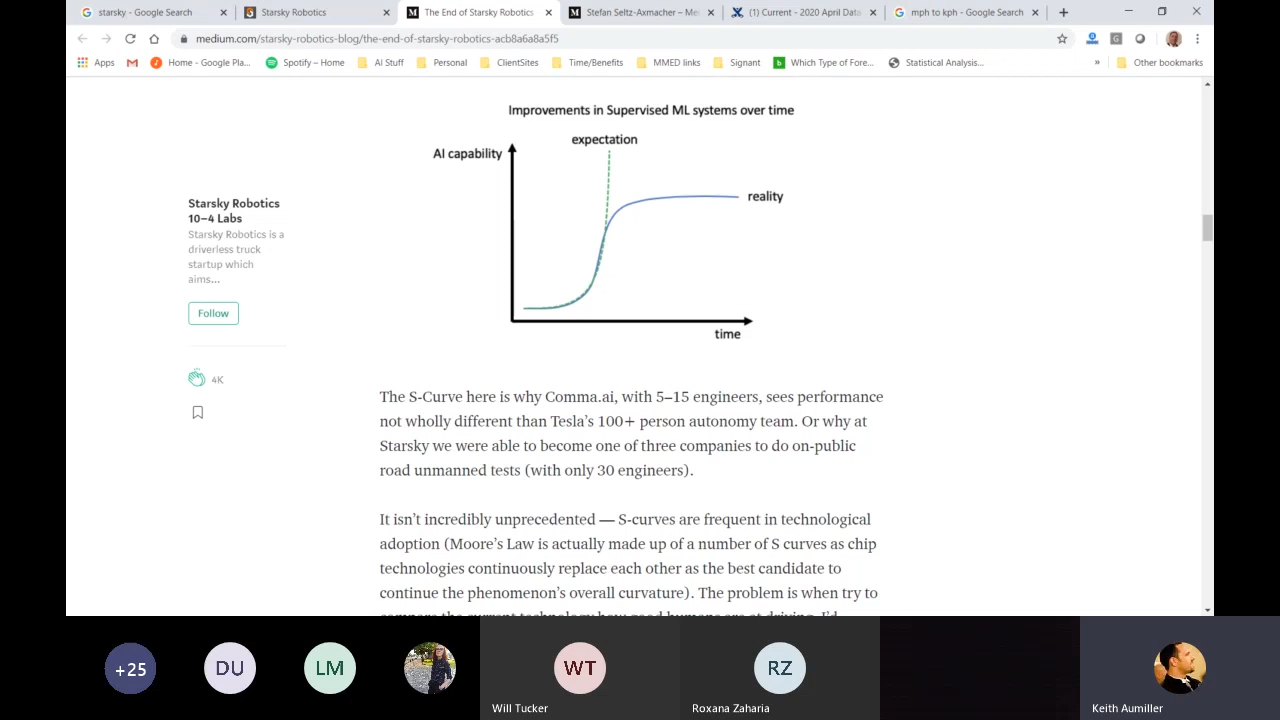 starsky - Google Search
Starsky Robotics
The End of Starsky Robotics
Stefan Seltz-Axmacher – Me
(1) Current - 2020 April Data
mph to kph - Google Search
medium.com/starsky-robotics-blog/the-end-of-starsky-robotics-acb8a6a8a5f5
Apps
Home - Google Pla...
Spotify – Home
AI Stuff
Personal
ClientSites
Time/Benefits
MMED links
Signant
Which Type of Fore...
Statistical Analysis...
»
Other bookmarks
Improvements in Supervised ML systems over time
expectation
AI capability
reality
time
Starsky Robotics
10–4 Labs
Starsky Robotics is a
driverless truck
startup which
aims...
Follow
4K
The S-Curve here is why Comma.ai, with 5–15 engineers, sees performance
not wholly different than Tesla’s 100+ person autonomy team. Or why at
Starsky we were able to become one of three companies to do on-public
road unmanned tests (with only 30 engineers).
It isn’t incredibly unprecedented — S-curves are frequent in technological
adoption (Moore’s Law is actually made up of a number of S curves as chip
technologies continuously replace each other as the best candidate to
continue the phenomenon’s overall curvature). The problem is when try to
+25
DU
LM
WT
Will Tucker
RZ
Roxana Zaharia
Keith Aumiller